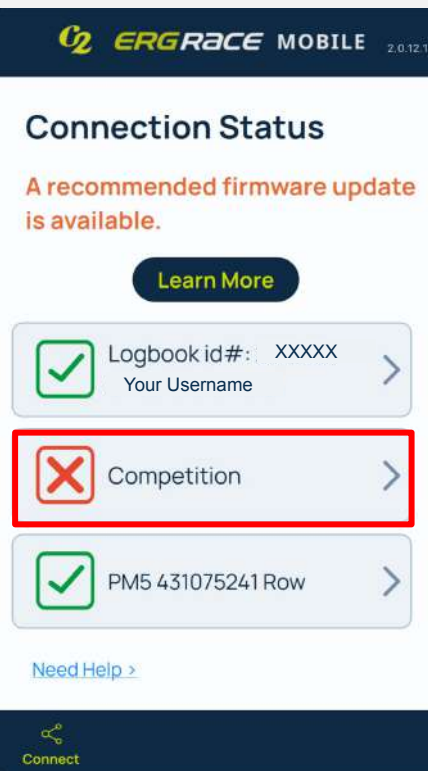 C2 ERGRACE MOBILE 2.0.12.1
Connection Status
A recommended firmware update
is available.
Learn More
Logbook id#: XXXXX
Your Username
Competition
PM5 431075241 Row
Need Help >
Connect